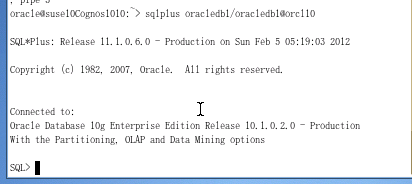 , pipe 5
oracle@suse10Cognos1010:~> sqlplus oracledb1/oracledb1@orcl10
SQL*Plus: Release 11.1.0.6.0 - Production on Sun Feb 5 05:19:03 2012
Copyright (c) 1982, 2007, Oracle.  All rights reserved.
Connected to:
Oracle Database 10g Enterprise Edition Release 10.1.0.2.0 - Production
With the Partitioning, OLAP and Data Mining options
SQL>